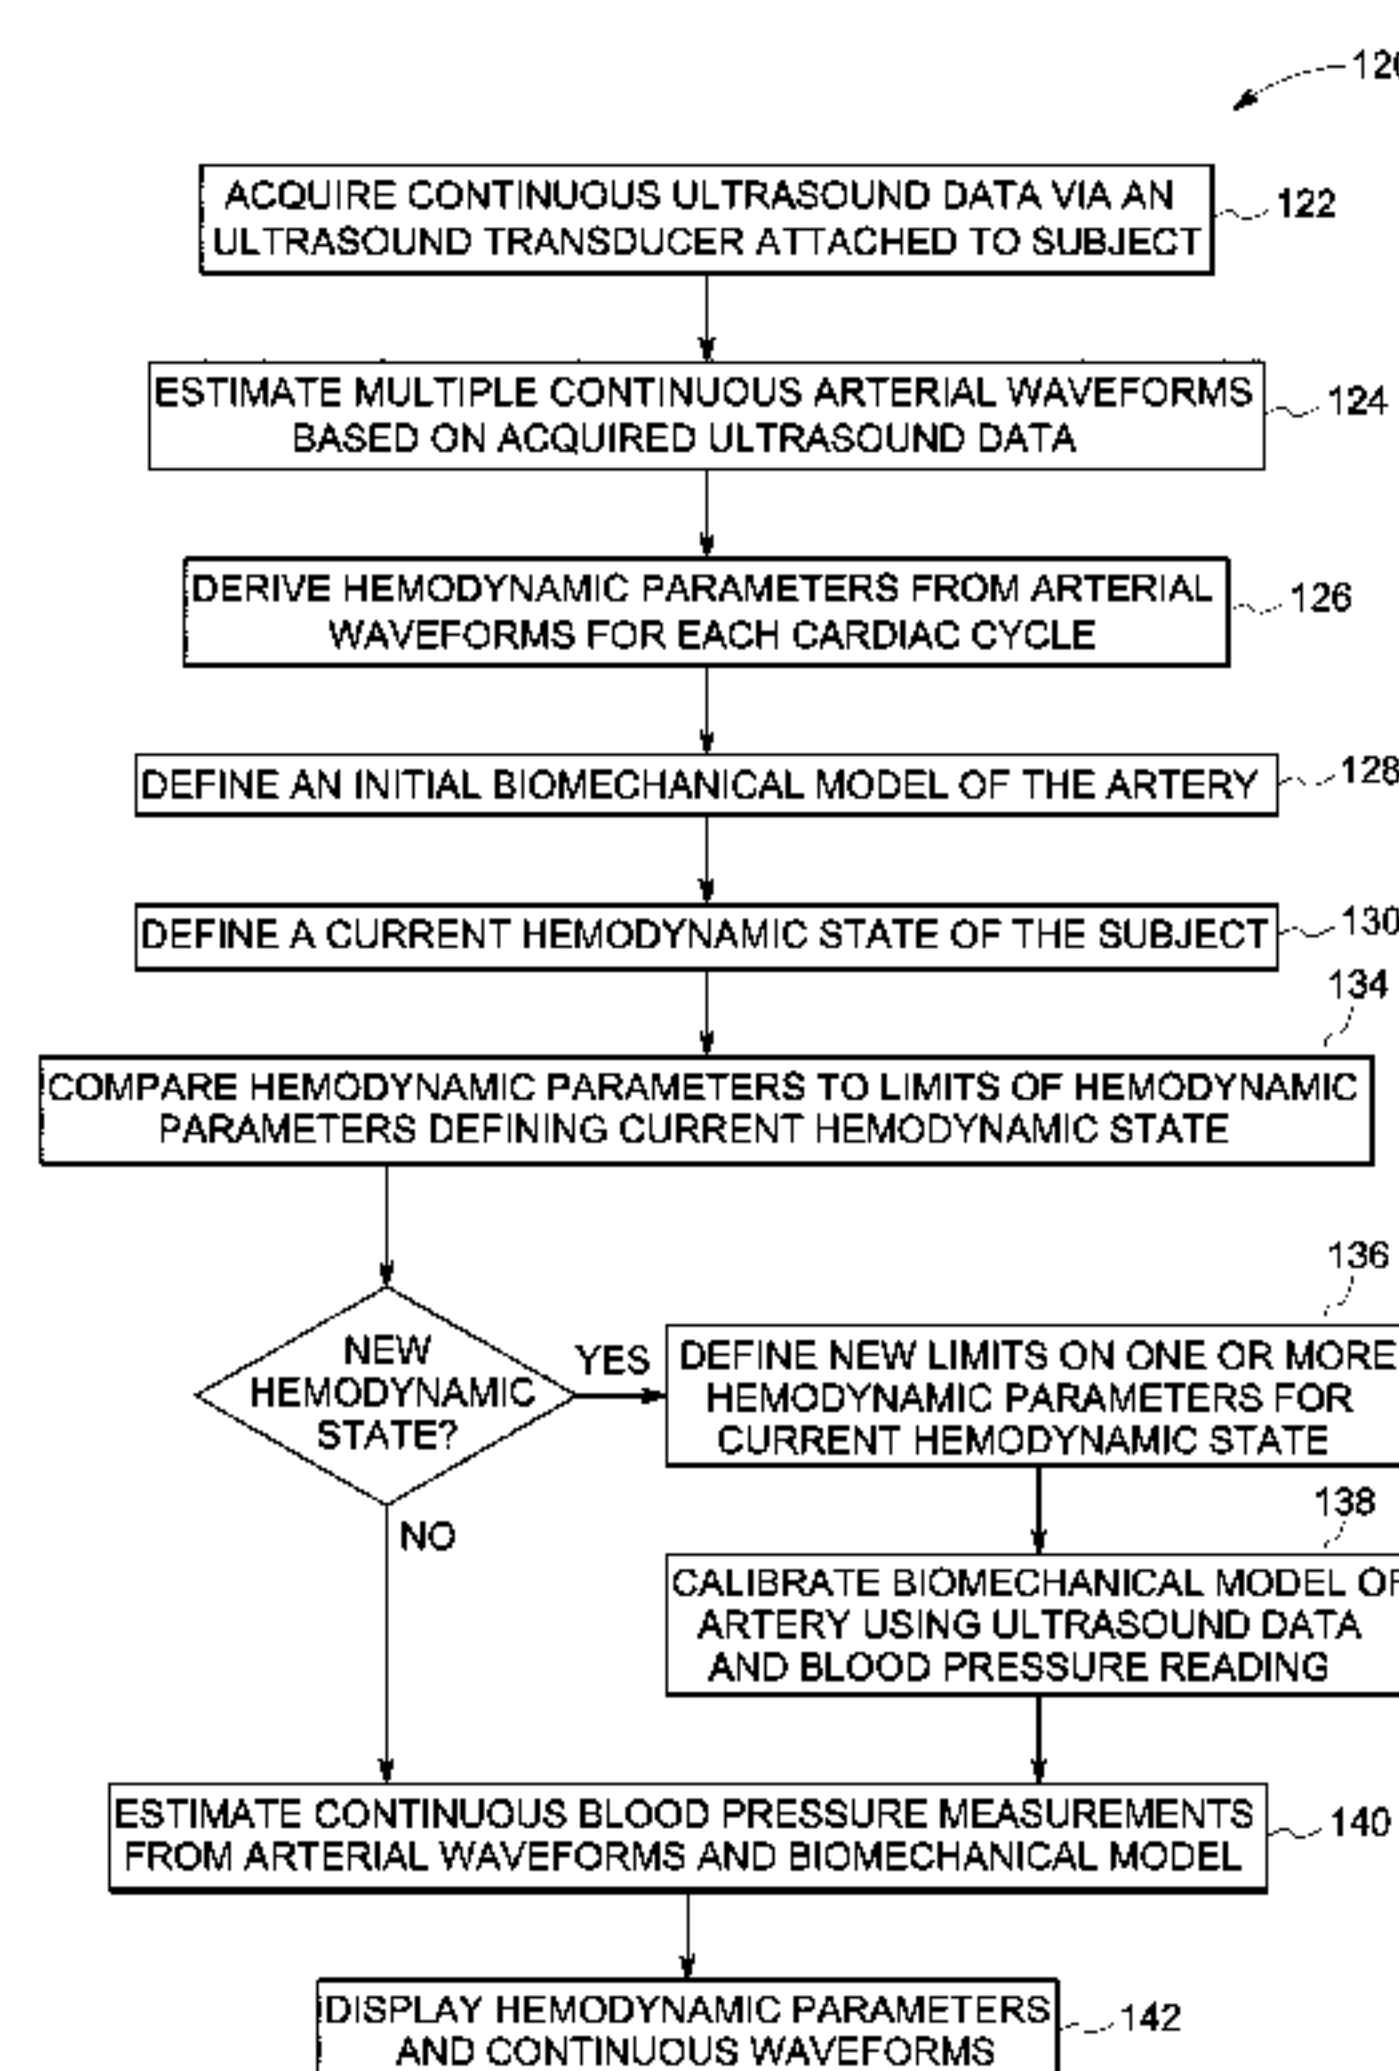 120
ACQUIRE CONTINUOUS ULTRASOUND DATA VIA AN
ULTRASOUND TRANSDUCER ATTACHED TO SUBJECT
122
ESTIMATE MULTIPLE CONTINUOUS ARTERIAL WAVEFORMS
BASED ON ACQUIRED ULTRASOUND DATA
124
DERIVE HEMODYNAMIC PARAMETERS FROM ARTERIAL
WAVEFORMS FOR EACH CARDIAC CYCLE
126
DEFINE AN INITIAL BIOMECHANICAL MODEL OF THE ARTERY
128
DEFINE A CURRENT HEMODYNAMIC STATE OF THE SUBJECT
130
134
COMPARE HEMODYNAMIC PARAMETERS TO LIMITS OF HEMODYNAMIC
PARAMETERS DEFINING CURRENT HEMODYNAMIC STATE
NEW
HEMODYNAMIC
STATE?
YES
136
DEFINE NEW LIMITS ON ONE OR MORE
HEMODYNAMIC PARAMETERS FOR
CURRENT HEMODYNAMIC STATE
NO
138
CALIBRATE BIOMECHANICAL MODEL OF
ARTERY USING ULTRASOUND DATA
AND BLOOD PRESSURE READING
ESTIMATE CONTINUOUS BLOOD PRESSURE MEASUREMENTS
FROM ARTERIAL WAVEFORMS AND BIOMECHANICAL MODEL
140
DISPLAY HEMODYNAMIC PARAMETERS
AND CONTINUOUS WAVEFORMS
142